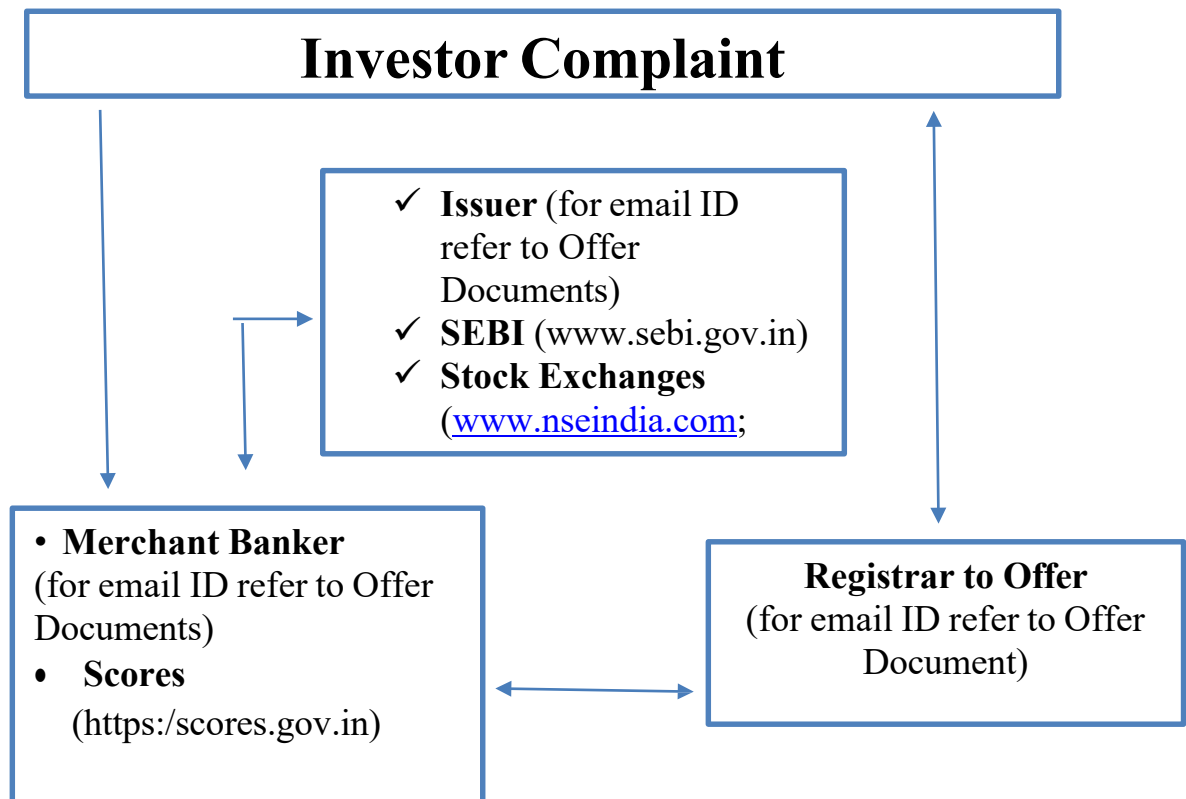 Investor Complaint
✓ Issuer (for email ID
refer to Offer
Documents)
✓ SEBI (www.sebi.gov.in)
✓ Stock Exchanges
(www.nseindia.com;
• Merchant Banker
(for email ID refer to Offer
Documents)
• Scores
(https:/scores.gov.in)
Registrar to Offer
(for email ID refer to Offer
Document)